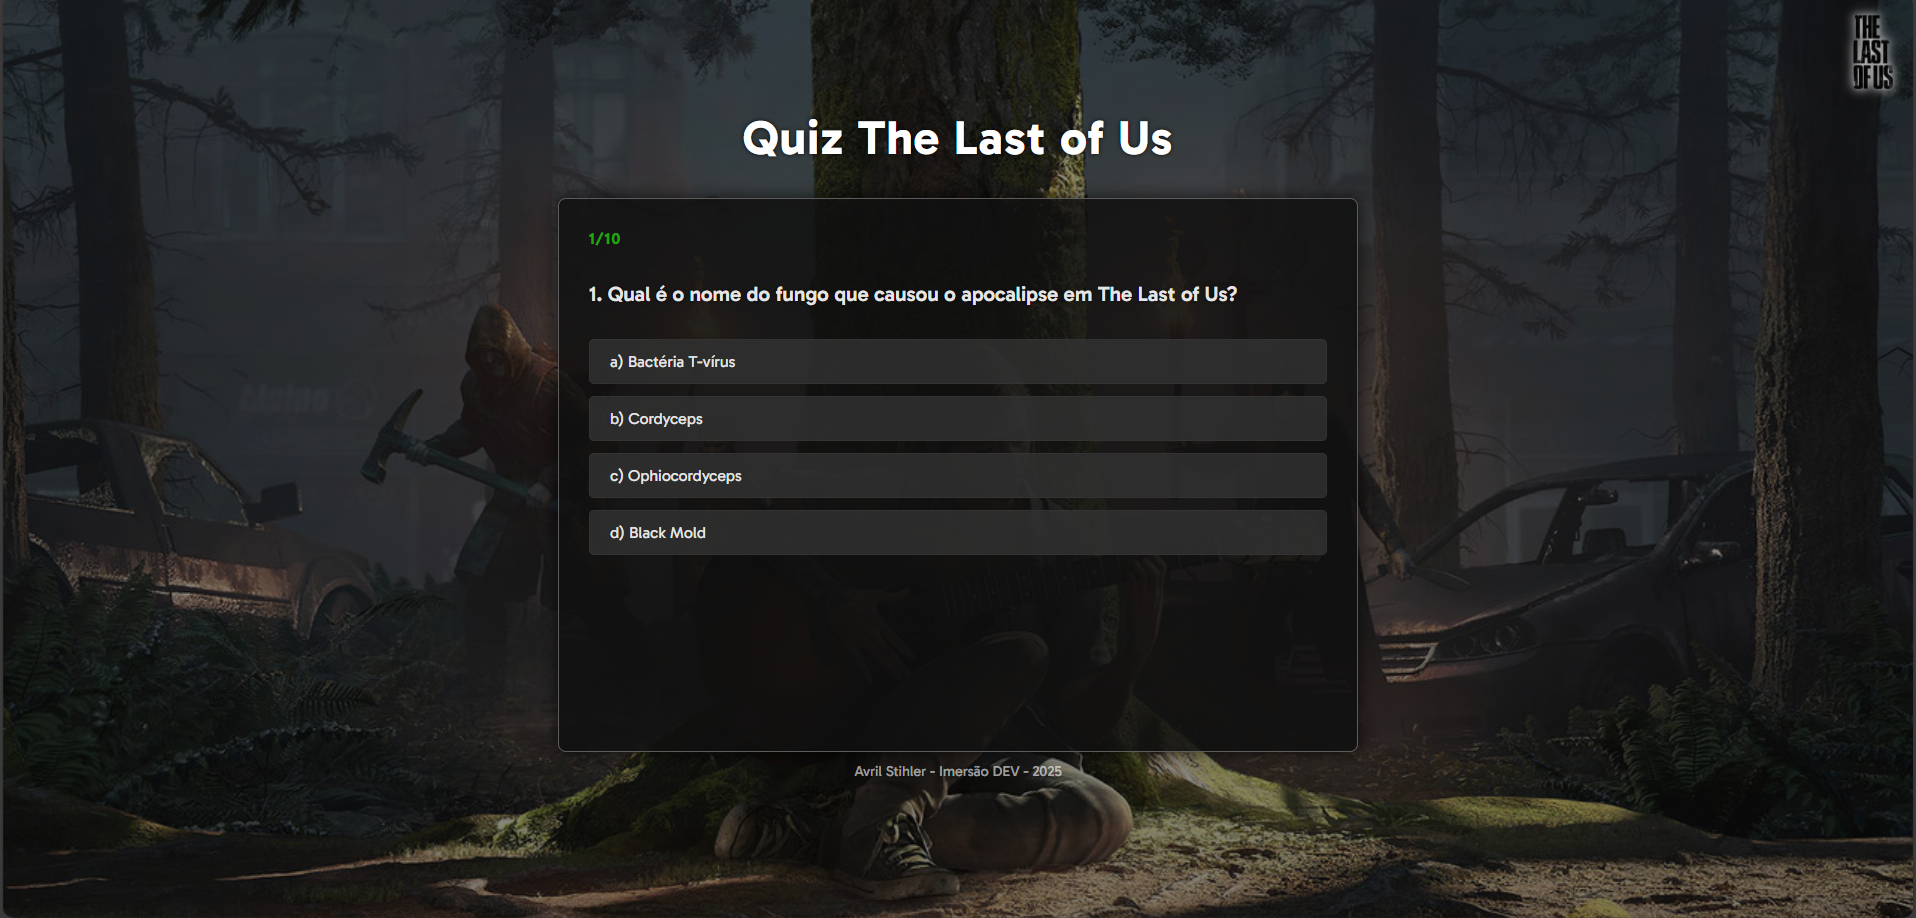 THE
LAST
OF US
Quiz The Last of Us
1/10
1. Qual é o nome do fungo que causou o apocalipse em The Last of Us?
a) Bactéria T-vírus
b) Cordyceps
c) Ophiocordyceps
d) Black Mold
Avril Stihler - Imersão DEV - 2025